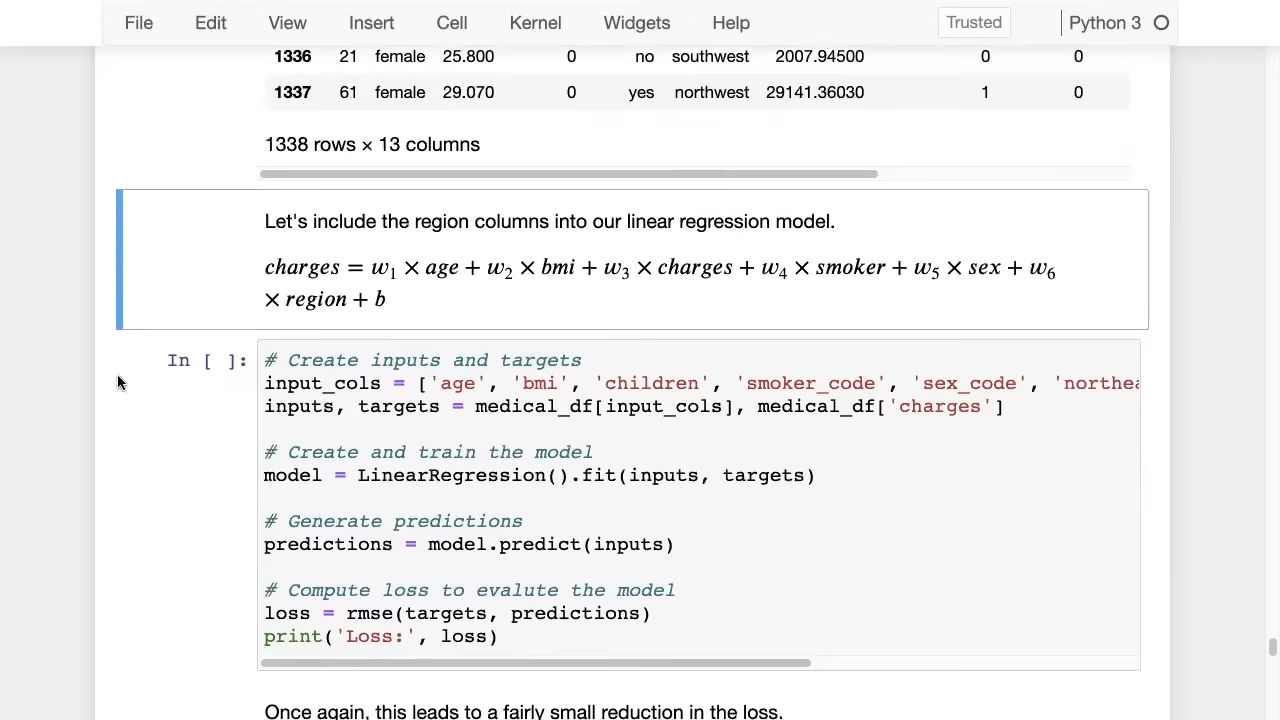 File Edit View Insert Cell Kernel Widgets Help Trusted Python 3
1336 21 female 25.800 0 no southwest 2007.94500 0 0
1337 61 female 29.070 0 yes northwest 29141.36030 1 0
1338 rows × 13 columns
Let's include the region columns into our linear regression model.
charges = w₁ × age + w₂ × bmi + w₃ × charges + w₄ × smoker + w₅ × sex + w₆
× region + b
In [ ]: # Create inputs and targets
input_cols = ['age', 'bmi', 'children', 'smoker_code', 'sex_code', 'northea
inputs, targets = medical_df[input_cols], medical_df['charges']
# Create and train the model
model = LinearRegression().fit(inputs, targets)
# Generate predictions
predictions = model.predict(inputs)
# Compute loss to evalute the model
loss = rmse(targets, predictions)
print('Loss:', loss)
Once again, this leads to a fairly small reduction in the loss.